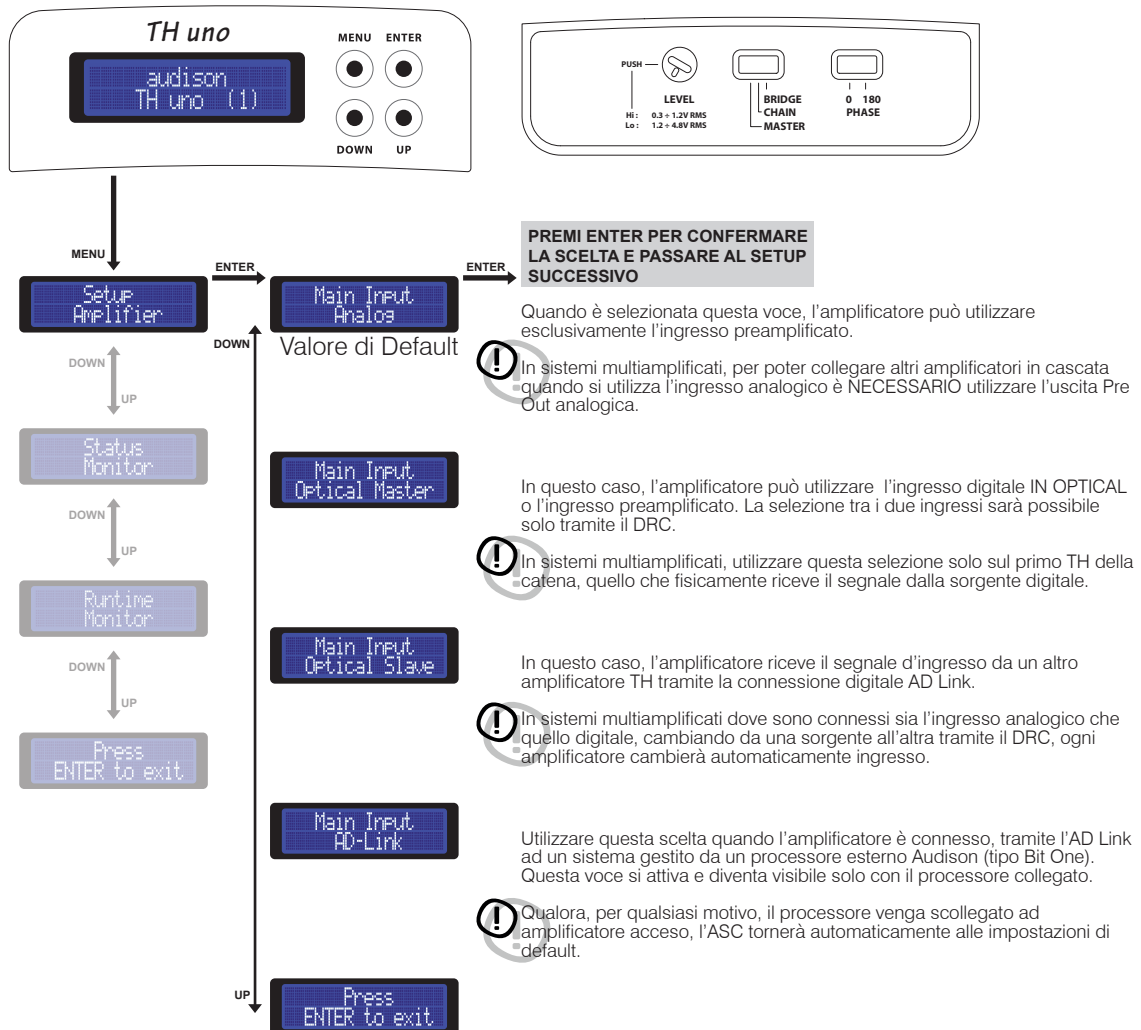 TH uno
audison
TH uno (1)
MENU ENTER
DOWN UP
PUSH
LEVEL
Hi : 0.3 ÷ 1.2V RMS
Lo : 1.2 ÷ 4.8V RMS
BRIDGE
CHAIN
MASTER
0 180
PHASE
MENU
Setup
Amplifier
DOWN
UP
Status
Monitor
DOWN
UP
Runtime
Monitor
DOWN
UP
Press
ENTER to exit
ENTER
Main Input
Analog
DOWN
Valore di Default
ENTER
PREMI ENTER PER CONFERMARE
LA SCELTA E PASSARE AL SETUP
SUCCESSIVO
Quando è selezionata questa voce, l’amplificatore può utilizzare
esclusivamente l’ingresso preamplificato.
In sistemi multiamplificati, per poter collegare altri amplificatori in cascata
quando si utilizza l’ingresso analogico è NECESSARIO utilizzare l’uscita Pre
Out analogica.
Main Input
Optical Master
In questo caso, l’amplificatore può utilizzare l’ingresso digitale IN OPTICAL
o l’ingresso preamplificato. La selezione tra i due ingressi sarà possibile
solo tramite il DRC.
In sistemi multiamplificati, utilizzare questa selezione solo sul primo TH della
catena, quello che fisicamente riceve il segnale dalla sorgente digitale.
Main Input
Optical Slave
In questo caso, l’amplificatore riceve il segnale d’ingresso da un altro
amplificatore TH tramite la connessione digitale AD Link.
In sistemi multiamplificati dove sono connessi sia l’ingresso analogico che
quello digitale, cambiando da una sorgente all’altra tramite il DRC, ogni
amplificatore cambierà automaticamente ingresso.
Main Input
AD-Link
Utilizzare questa scelta quando l’amplificatore è connesso, tramite l’AD Link
ad un sistema gestito da un processore esterno Audison (tipo Bit One).
Questa voce si attiva e diventa visibile solo con il processore collegato.
Qualora, per qualsiasi motivo, il processore venga scollegato ad
amplificatore acceso, l’ASC tornerà automaticamente alle impostazioni di
default.
UP
Press
ENTER to exit